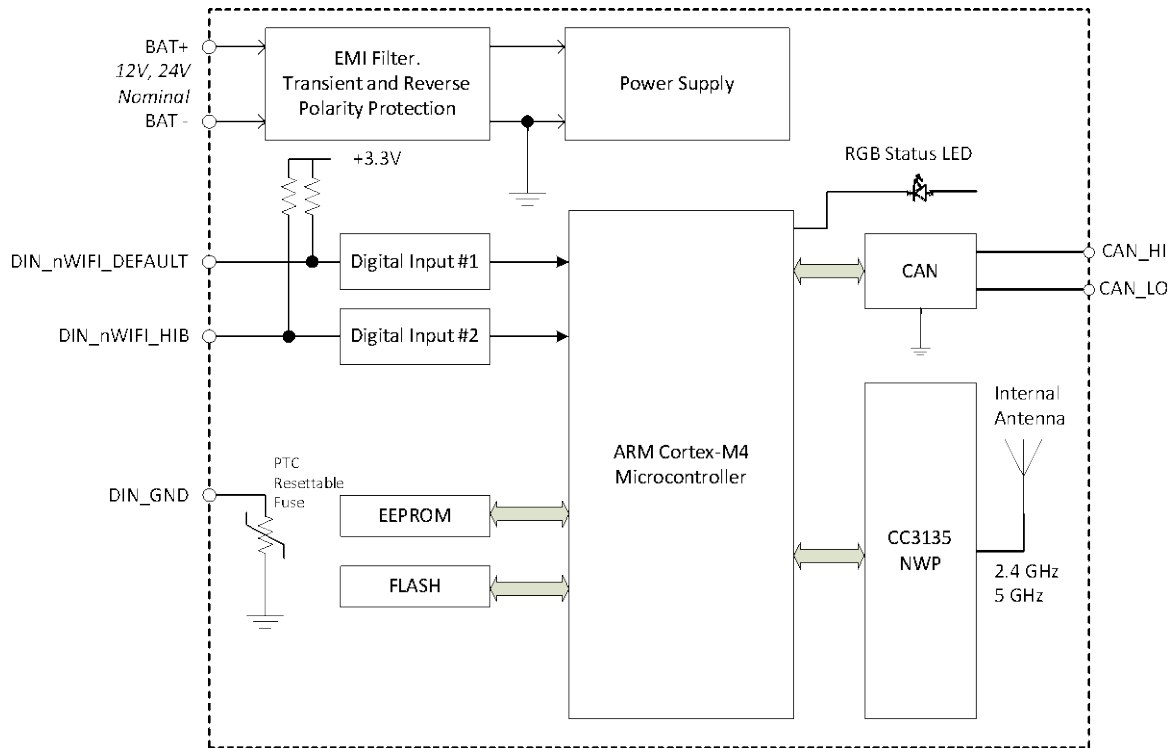 BAT+
12V, 24V
Nominal
BAT -
EMI Filter.
Transient and Reverse
Polarity Protection
Power Supply
+3.3V
RGB Status LED
DIN_nWIFI_DEFAULT
Digital Input #1
CAN
CAN_HI
CAN_LO
DIN_nWIFI_HIB
Digital Input #2
Internal
Antenna
ARM Cortex-M4
Microcontroller
PTC
Resettable
Fuse
DIN_GND
EEPROM
CC3135
NWP
2.4 GHz
5 GHz
FLASH